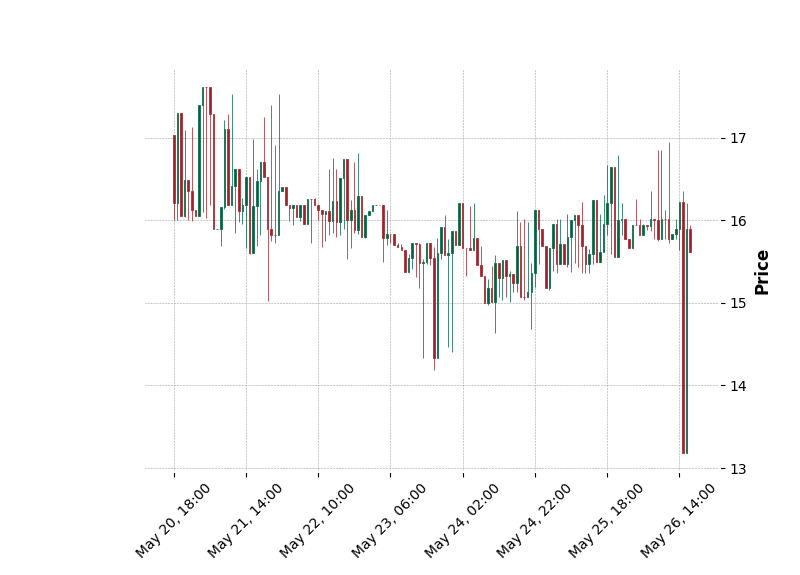 17
16
15
14
13
Price
May 20, 18:00
May 21, 14:00
May 22, 10:00
May 23, 06:00
May 24, 02:00
May 24, 22:00
May 25, 18:00
May 26, 14:00